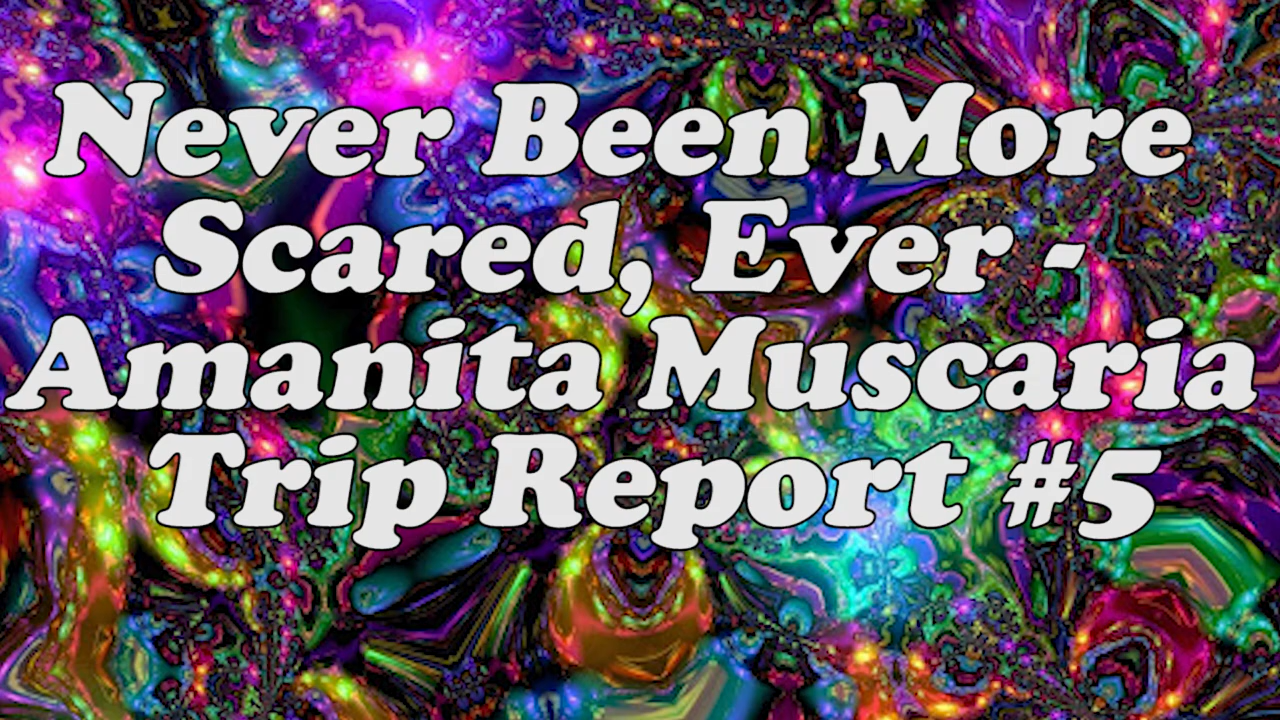 Never Been More
Scared, Ever -
Amanita Muscaria
Trip Report #5